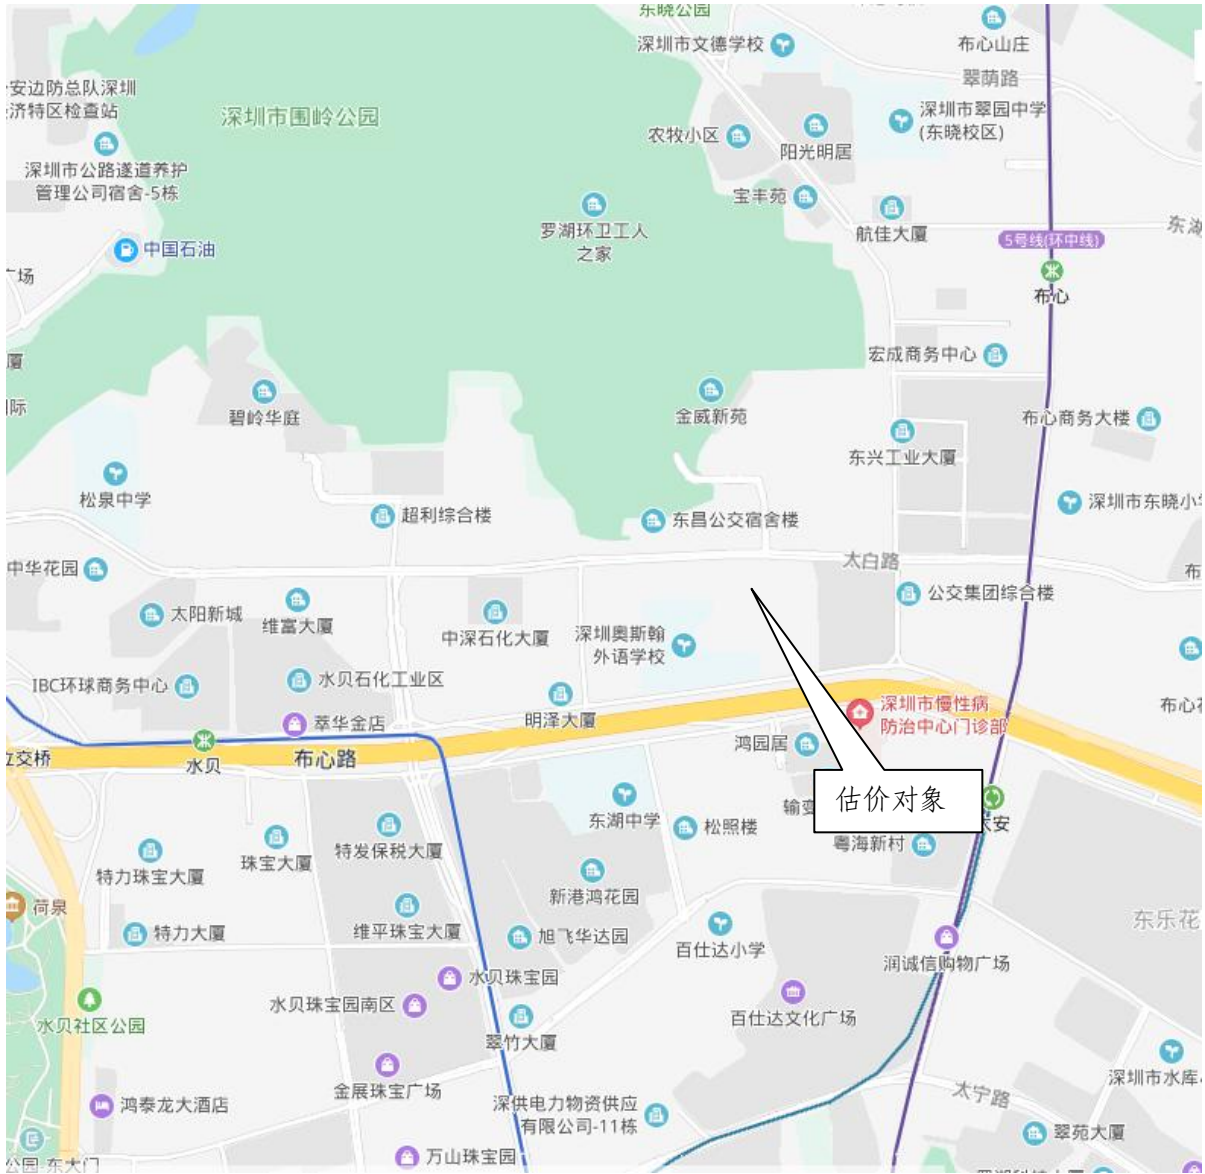 东晓公园
深圳市文德学校
布心山庄
翠荫路
安边防总队深圳
济特区检查站
深圳市围岭公园
深圳市翠园中学
(东晓校区)
农牧小区
阳光明居
深圳市公路遂道养护
管理公司宿舍-5栋
宝丰苑
罗湖环卫工人
之家
航佳大厦
东湖
5号线(环中线)
中国石油
广场
布心
厦
宏成商务中心
国际
碧岭华庭
金威新苑
布心商务大楼
东兴工业大厦
松泉中学
超利综合楼
东昌公交宿舍楼
深圳市东晓小学
中华花园
太白路
布
公交集团综合楼
太阳新城
维富大厦
中深石化大厦
深圳奥斯翰
外语学校
IBC环球商务中心
水贝石化工业区
明泽大厦
深圳市慢性病
防治中心门诊部
布心花
萃华金店
立交桥
水贝
布心路
鸿园居
估价对象
输变
东湖中学
松照楼
太安
粤海新村
特力珠宝大厦
珠宝大厦
特发保税大厦
新港鸿花园
荷泉
特力大厦
维平珠宝大厦
旭飞华达园
百仕达小学
东乐花
润诚信购物广场
水贝珠宝园
水贝珠宝园南区
百仕达文化广场
水贝社区公园
翠竹大厦
金展珠宝广场
深圳市水库
鸿泰龙大酒店
深供电力物资供应
有限公司-11栋
太宁路
翠苑大厦
公园-东大门
万山珠宝园